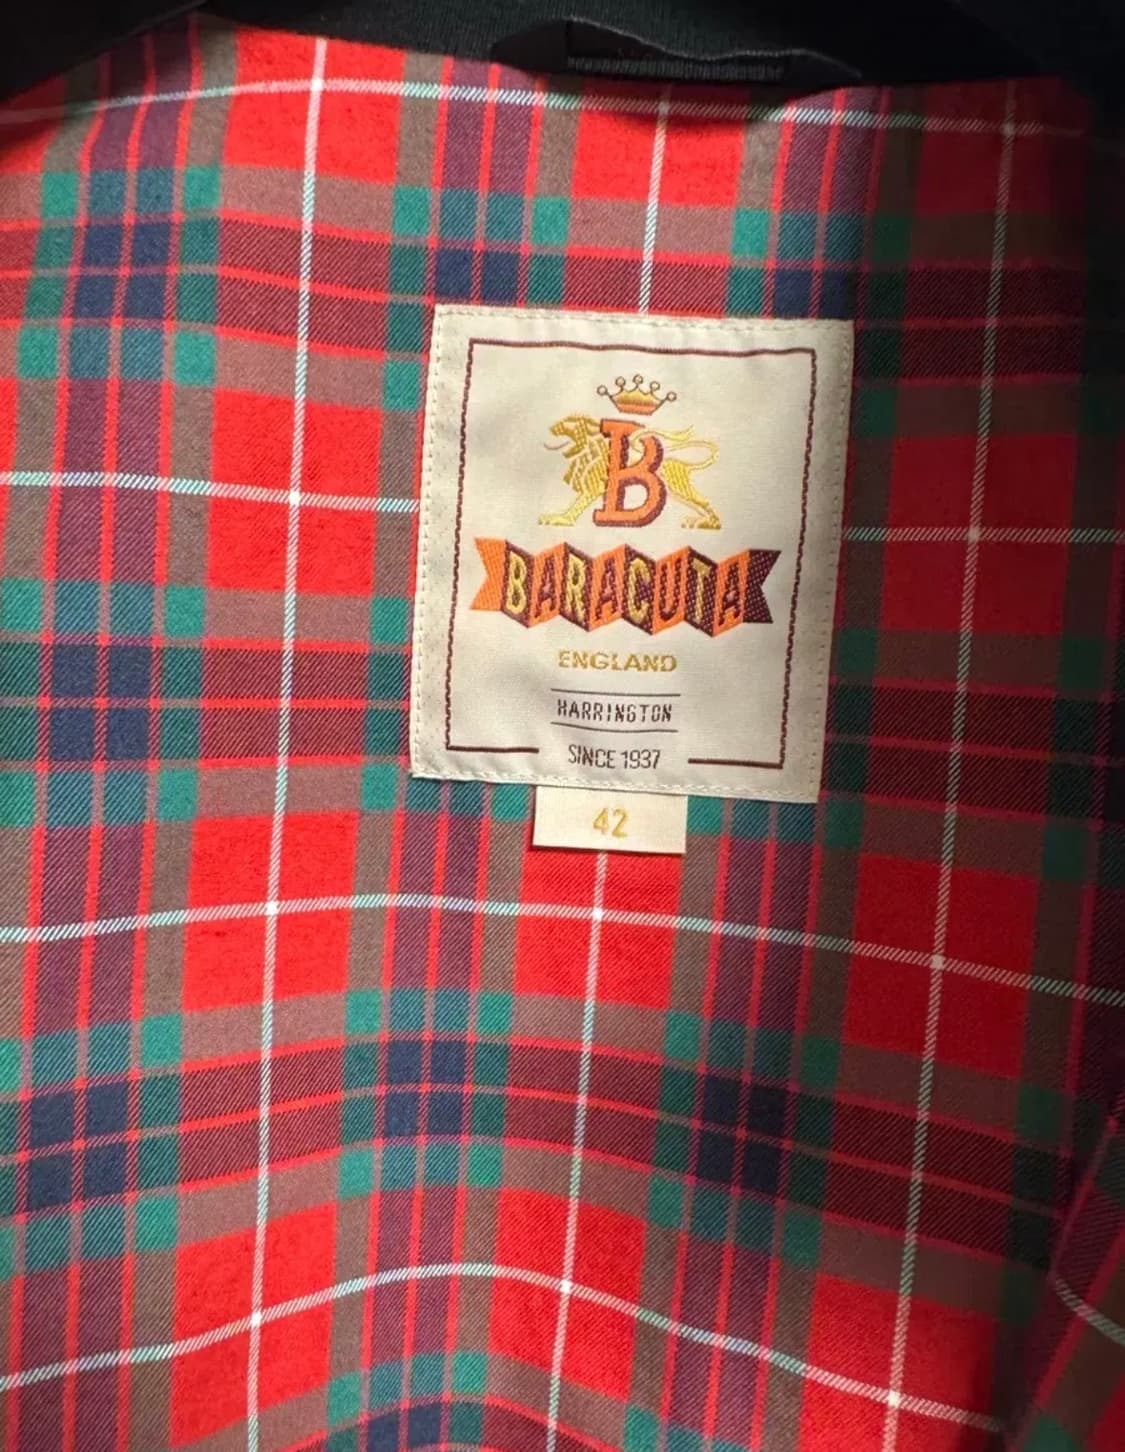 B
BARACUTA
ENGLAND
HARRINGTON
SINCE 1937
42